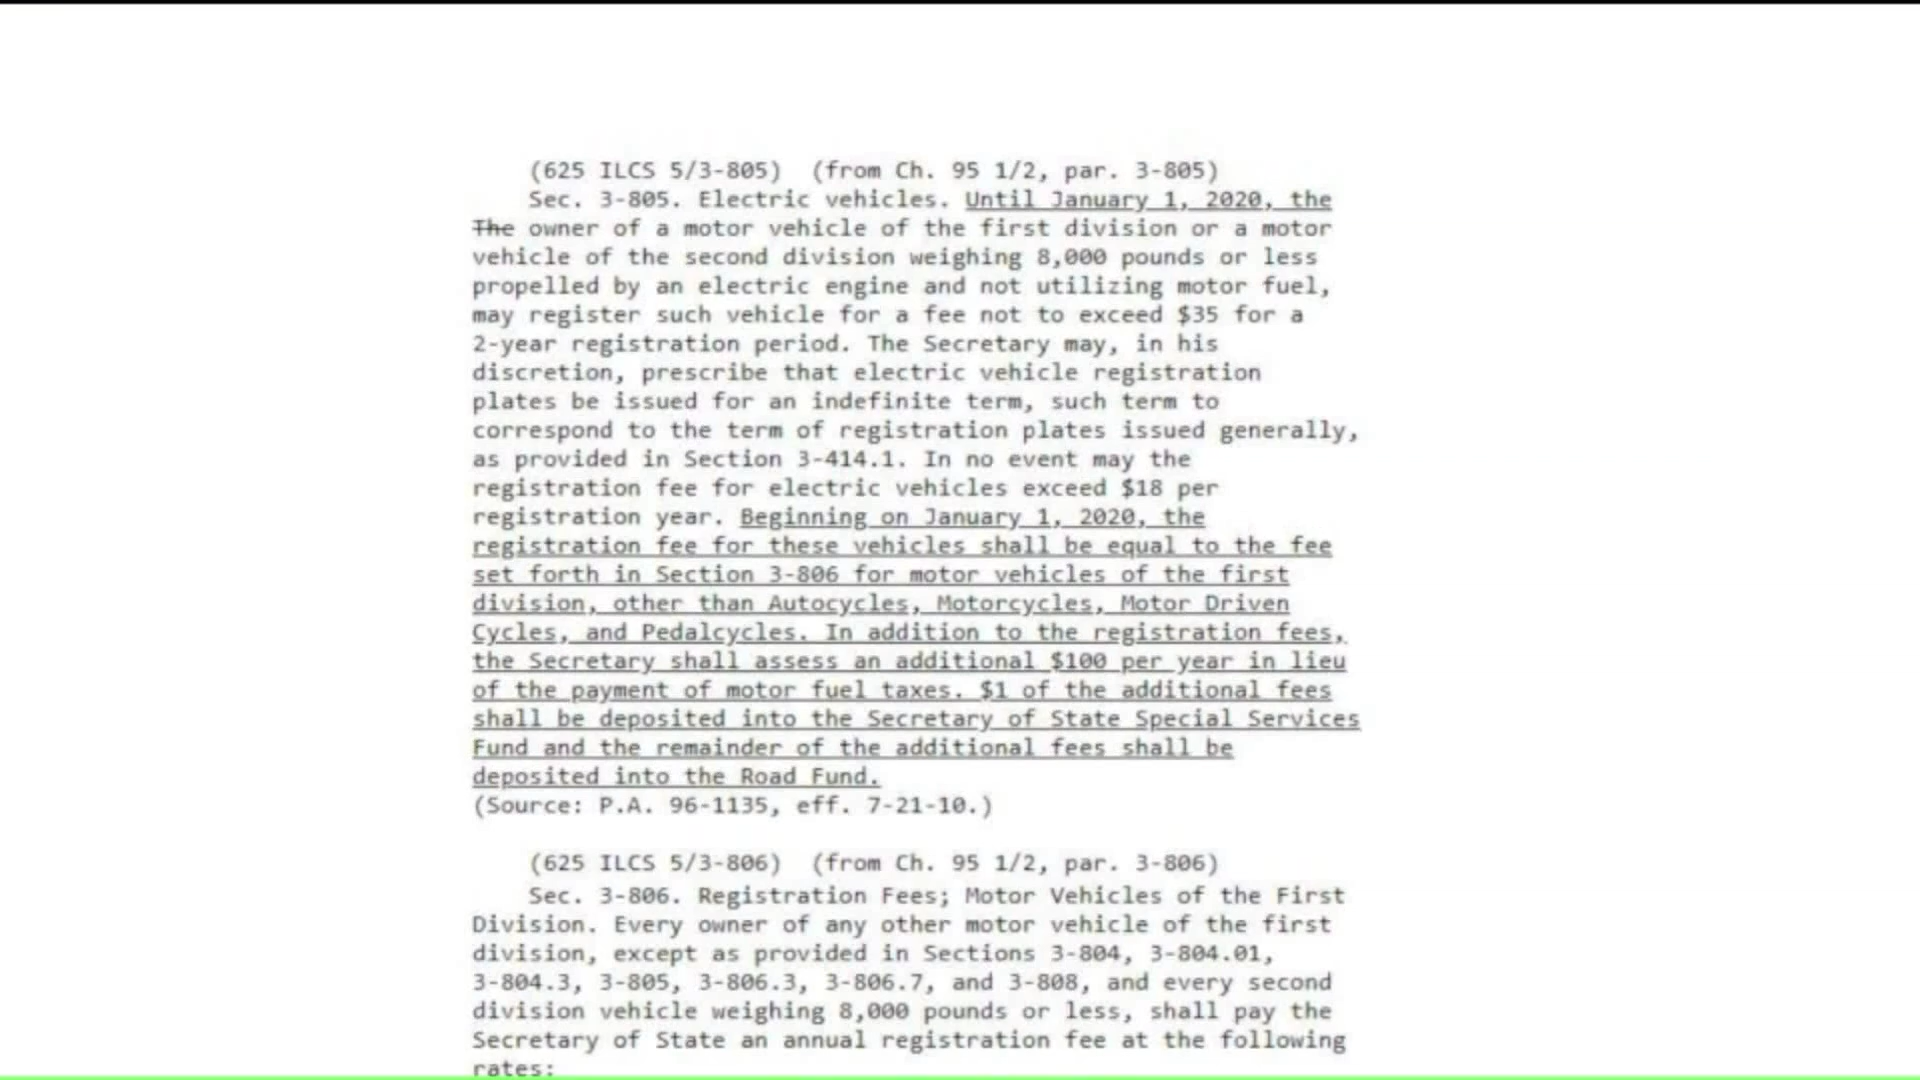 (625 ILCS 5/3-805) (from Ch. 95 1/2, par. 3-805)
Sec. 3-805. Electric vehicles. Until January 1, 2020, the
The owner of a motor vehicle of the first division or a motor
vehicle of the second division weighing 8,000 pounds or less
propelled by an electric engine and not utilizing motor fuel,
may register such vehicle for a fee not to exceed $35 for a
2-year registration period. The Secretary may, in his
discretion, prescribe that electric vehicle registration
plates be issued for an indefinite term, such term to
correspond to the term of registration plates issued generally,
as provided in Section 3-414.1. In no event may the
registration fee for electric vehicles exceed $18 per
registration year. Beginning on January 1, 2020, the
registration fee for these vehicles shall be equal to the fee
set forth in Section 3-806 for motor vehicles of the first
division, other than Autocycles, Motorcycles, Motor Driven
Cycles, and Pedalcycles. In addition to the registration fees,
the Secretary shall assess an additional $100 per year in lieu
of the payment of motor fuel taxes. $1 of the additional fees
shall be deposited into the Secretary of State Special Services
Fund and the remainder of the additional fees shall be
deposited into the Road Fund.
(Source: P.A. 96-1135, eff. 7-21-10.)
(625 ILCS 5/3-806) (from Ch. 95 1/2, par. 3-806)
Sec. 3-806. Registration Fees; Motor Vehicles of the First
Division. Every owner of any other motor vehicle of the first
division, except as provided in Sections 3-804, 3-804.01,
3-804.3, 3-805, 3-806.3, 3-806.7, and 3-808, and every second
division vehicle weighing 8,000 pounds or less, shall pay the
Secretary of State an annual registration fee at the following
rates: